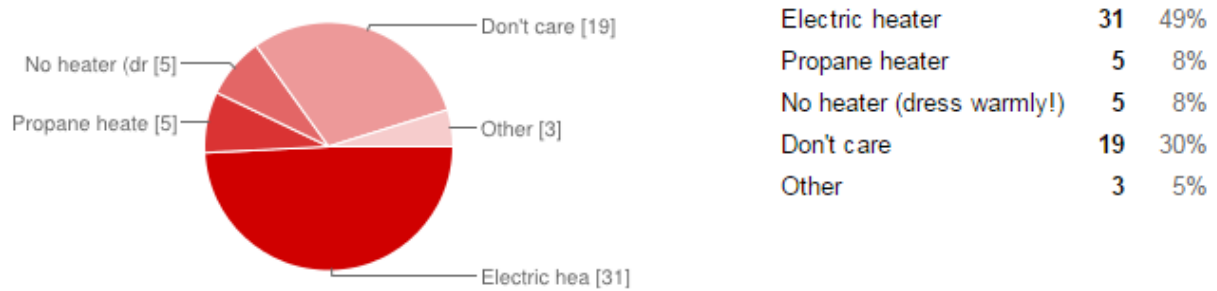 Don't care [19]
No heater (dr [5]
Propane heate [5]
Other [3]
Electric hea [31]
Electric heater 31 49%
Propane heater 5 8%
No heater (dress warmly!) 5 8%
Don't care 19 30%
Other 3 5%